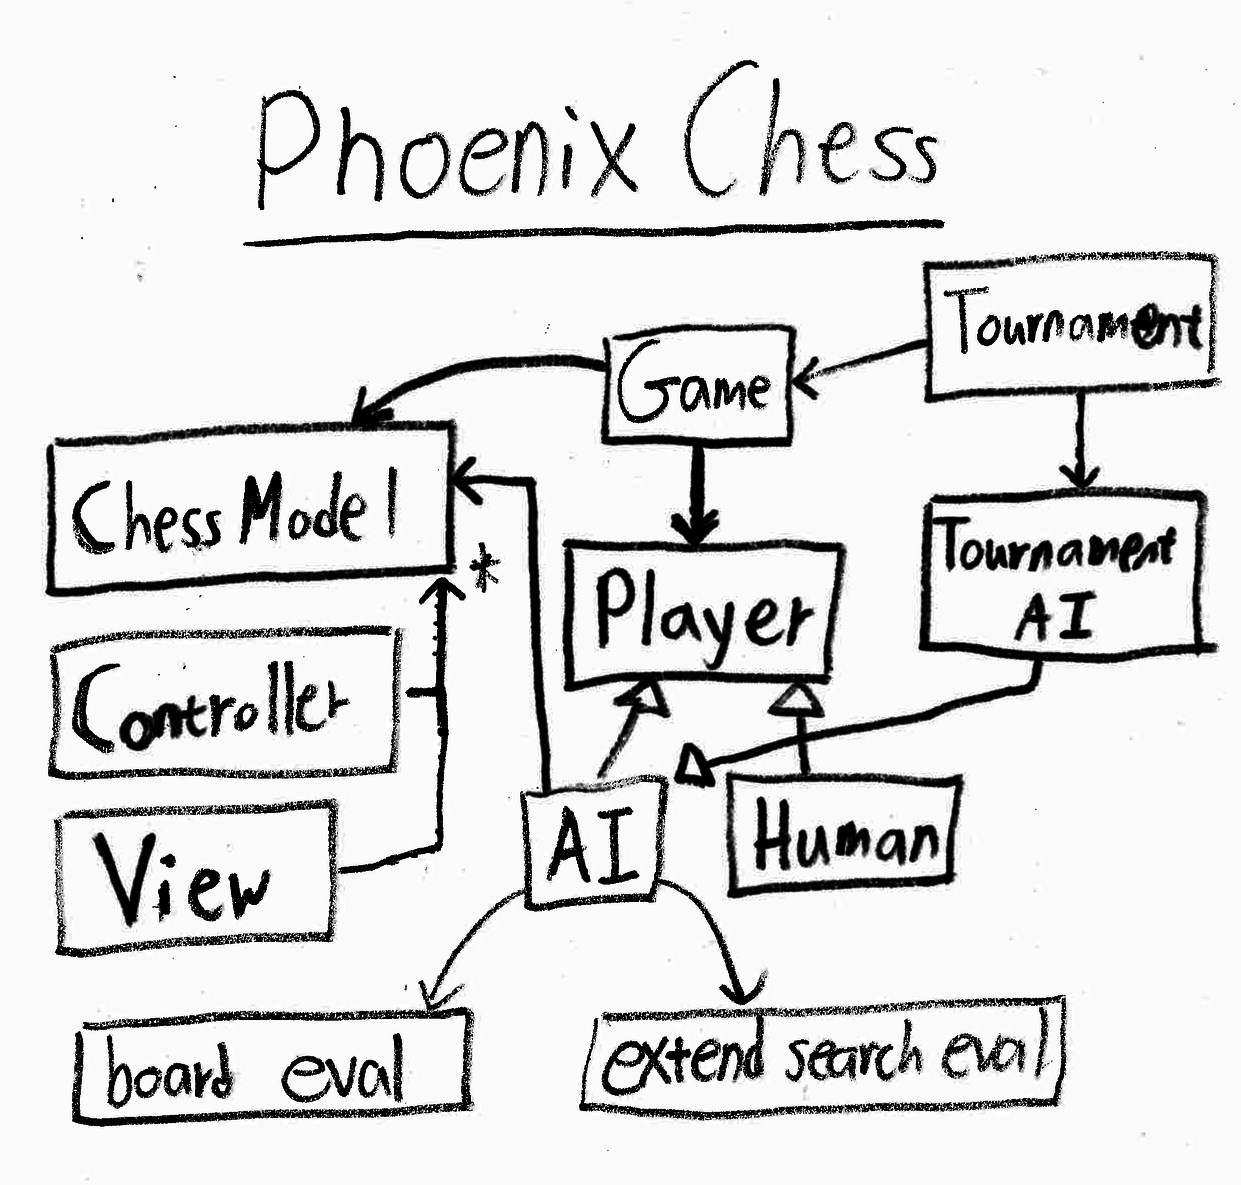 Phoenix Chess
Tournament
Game
Chess Model
*
Tournament
AI
Player
Controller
View
AI
Human
board eval
extend search eval